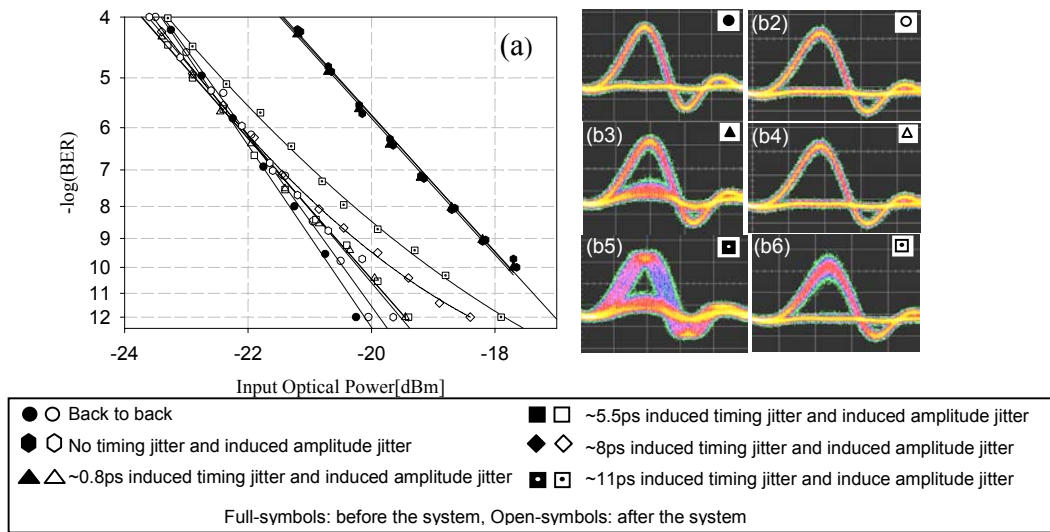 (a)
-log(BER)
4
5
6
7
8
9
10
11
12
-24
-22
-20
-18
Input Optical Power[dBm]
(b2)
(b3)
(b4)
(b5)
(b6)
Back to back
No timing jitter and induced amplitude jitter
~0.8ps induced timing jitter and induced amplitude jitter
~5.5ps induced timing jitter and induced amplitude jitter
~8ps induced timing jitter and induced amplitude jitter
~11ps induced timing jitter and induce amplitude jitter
Full-symbols: before the system, Open-symbols: after the system